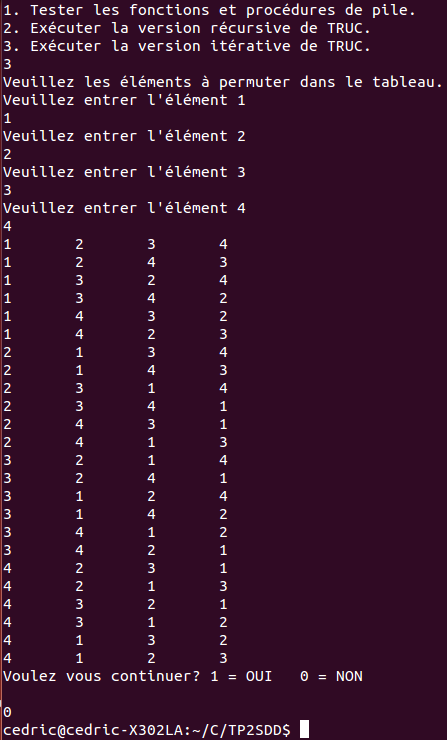 1. Tester les fonctions et procédures de pile.
2. Exécuter la version récursive de TRUC.
3. Exécuter la version itérative de TRUC.
3
Veuillez les éléments à permuter dans le tableau.
Veuillez entrer l'élément 1
1
Veuillez entrer l'élément 2
2
Veuillez entrer l'élément 3
3
Veuillez entrer l'élément 4
4
1 2 3 4
1 2 4 3
1 3 2 4
1 3 4 2
1 4 3 2
1 4 2 3
2 1 3 4
2 1 4 3
2 3 1 4
2 3 4 1
2 4 3 1
2 4 1 3
3 2 1 4
3 2 4 1
3 1 2 4
3 1 4 2
3 4 1 2
3 4 2 1
4 2 3 1
4 2 1 3
4 3 2 1
4 3 1 2
4 1 3 2
4 1 2 3
Voulez vous continuer? 1 = OUI 0 = NON
0
cedric@cedric-X302LA:~/C/TP2SDD$